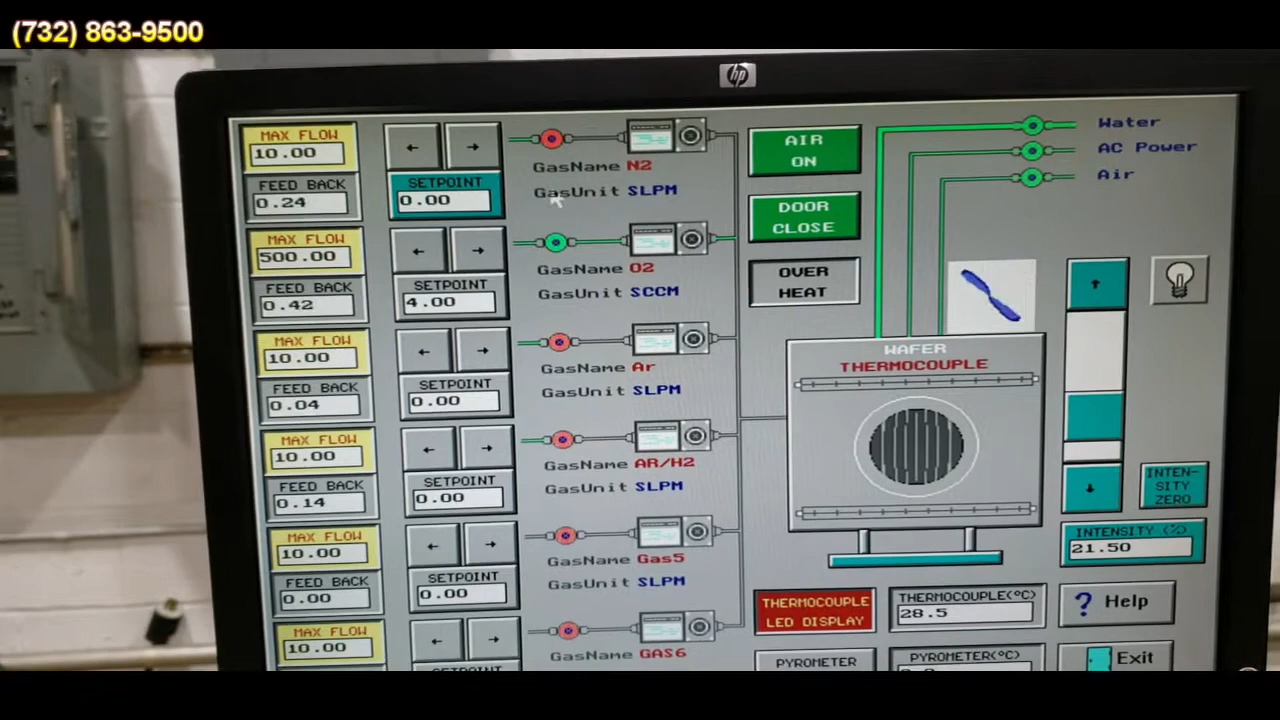 (732) 863-9500
hp
MAX FLOW
10.00
FEED BACK
0.24
← →
SETPOINT
0.00
GasName N2
GasUnit SLPM
MAX FLOW
500.00
FEED BACK
0.42
← →
SETPOINT
4.00
GasName O2
GasUnit SCCM
MAX FLOW
10.00
FEED BACK
0.04
← →
SETPOINT
0.00
GasName Ar
GasUnit SLPM
MAX FLOW
10.00
FEED BACK
0.14
← →
SETPOINT
0.00
GasName AR/H2
GasUnit SLPM
MAX FLOW
10.00
FEED BACK
0.00
← →
SETPOINT
0.00
GasName Gas5
GasUnit SLPM
MAX FLOW
10.00
← →
SETPOINT
GasName GAS6
AIR
ON
DOOR
CLOSE
OVER
HEAT
Water
AC Power
Air
WAFER
THERMOCOUPLE
↑
↓
INTEN-
SITY
ZERO
INTENSITY (%)
21.50
THERMOCOUPLE
LED DISPLAY
THERMOCOUPLE(°C)
28.5
? Help
PYROMETER
PYROMETER(°C)
Exit